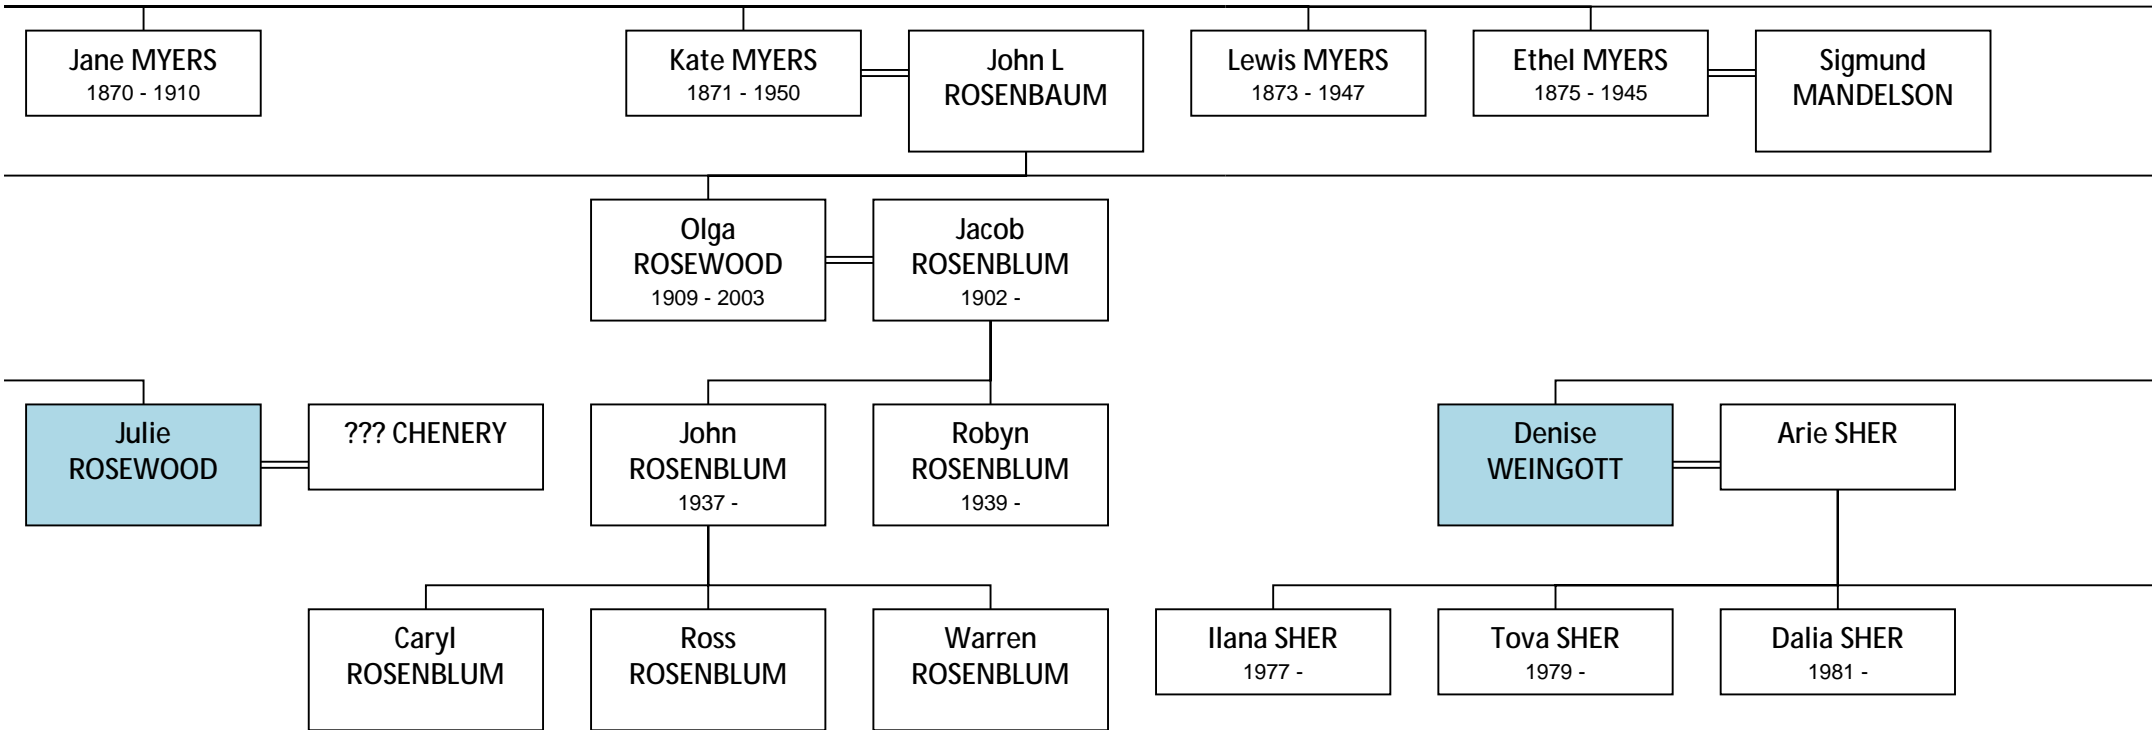 Jane MYERS
1870 - 1910
Kate MYERS
1871 - 1950
John L
ROSENBAUM
Lewis MYERS
1873 - 1947
Ethel MYERS
1875 - 1945
Sigmund
MANDELSON
Olga
ROSEWOOD
1909 - 2003
Jacob
ROSENBLUM
1902 -
Julie
ROSEWOOD
??? CHENERY
John
ROSENBLUM
1937 -
Robyn
ROSENBLUM
1939 -
Denise
WEINGOTT
Arie SHER
Caryl
ROSENBLUM
Ross
ROSENBLUM
Warren
ROSENBLUM
Ilana SHER
1977 -
Tova SHER
1979 -
Dalia SHER
1981 -